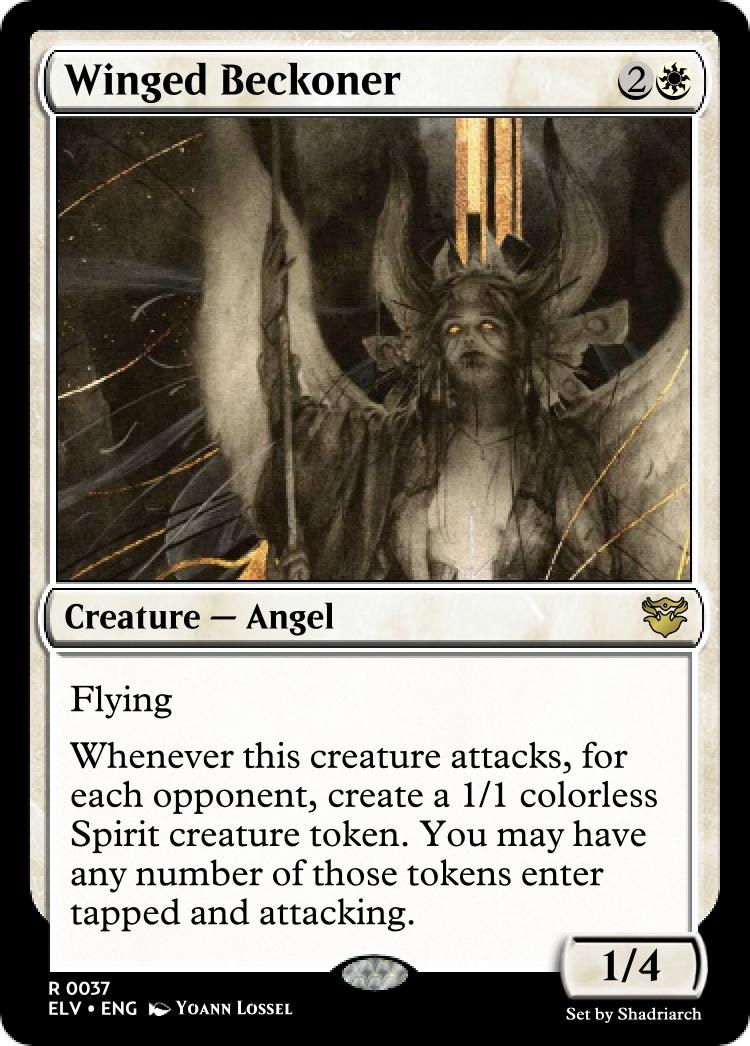 Winged Beckoner 2
Creature — Angel
Flying
Whenever this creature attacks, for
each opponent, create a 1/1 colorless
Spirit creature token. You may have
any number of those tokens enter
tapped and attacking.
1/4
R 0037
ELV • ENG Yoann Lossel
Set by Shadriarch